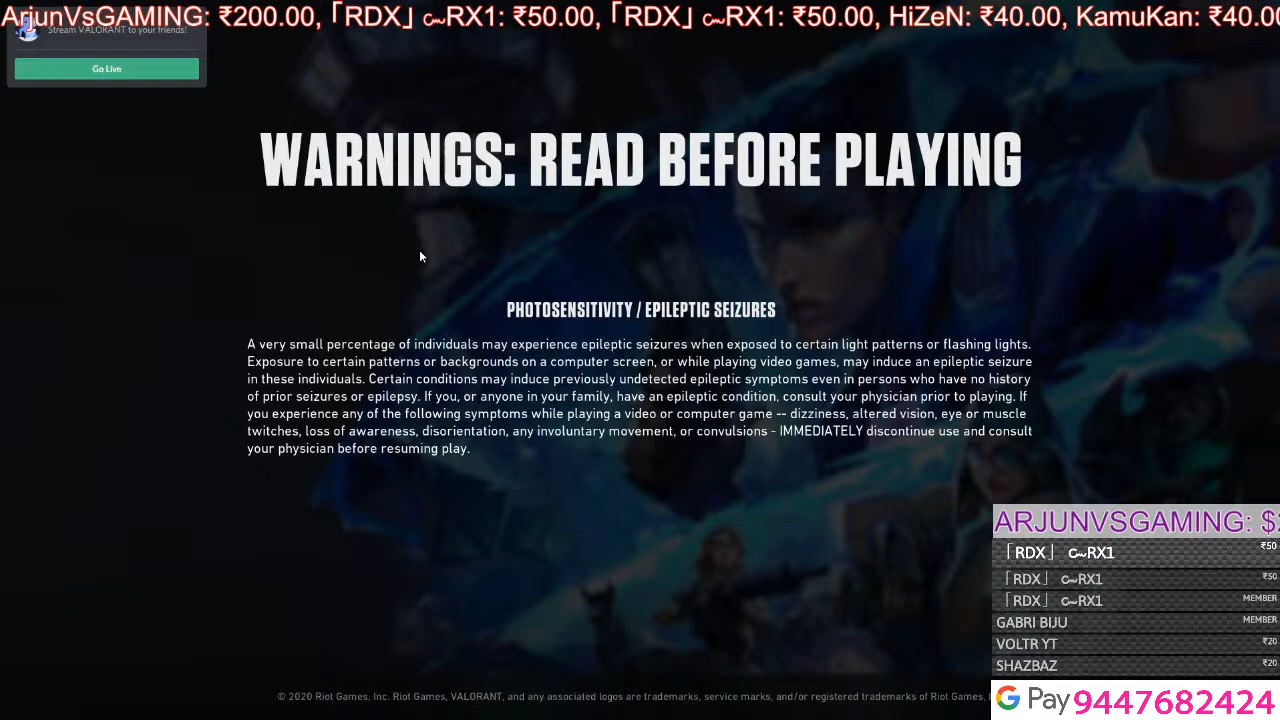 ArjunVsGAMING: ₹200.00, 「RDX」 ᓚᘏRX1: ₹50.00, 「RDX」 ᓚᘏRX1: ₹50.00, HiZeN: ₹40.00, KamuKan: ₹40.00
Stream VALORANT to your friends!
Go Live
WARNINGS: READ BEFORE PLAYING
PHOTOSENSITIVITY / EPILEPTIC SEIZURES
A very small percentage of individuals may experience epileptic seizures when exposed to certain light patterns or flashing lights.
Exposure to certain patterns or backgrounds on a computer screen, or while playing video games, may induce an epileptic seizure
in these individuals. Certain conditions may induce previously undetected epileptic symptoms even in persons who have no history
of prior seizures or epilepsy. If you, or anyone in your family, have an epileptic condition, consult your physician prior to playing. If
you experience any of the following symptoms while playing a video or computer game -- dizziness, altered vision, eye or muscle
twitches, loss of awareness, disorientation, any involuntary movement, or convulsions - IMMEDIATELY discontinue use and consult
your physician before resuming play.
ARJUNVSGAMING: $2
「RDX」 RX1 ₹50
「RDX」 RX1 ₹50
「RDX」 RX1 MEMBER
GABRI BIJU MEMBER
VOLTR YT ₹20
SHAZBAZ ₹20
G Pay 9447682424
© 2020 Riot Games, Inc. Riot Games, VALORANT, and any associated logos are trademarks, service marks, and/or registered trademarks of Riot Games,